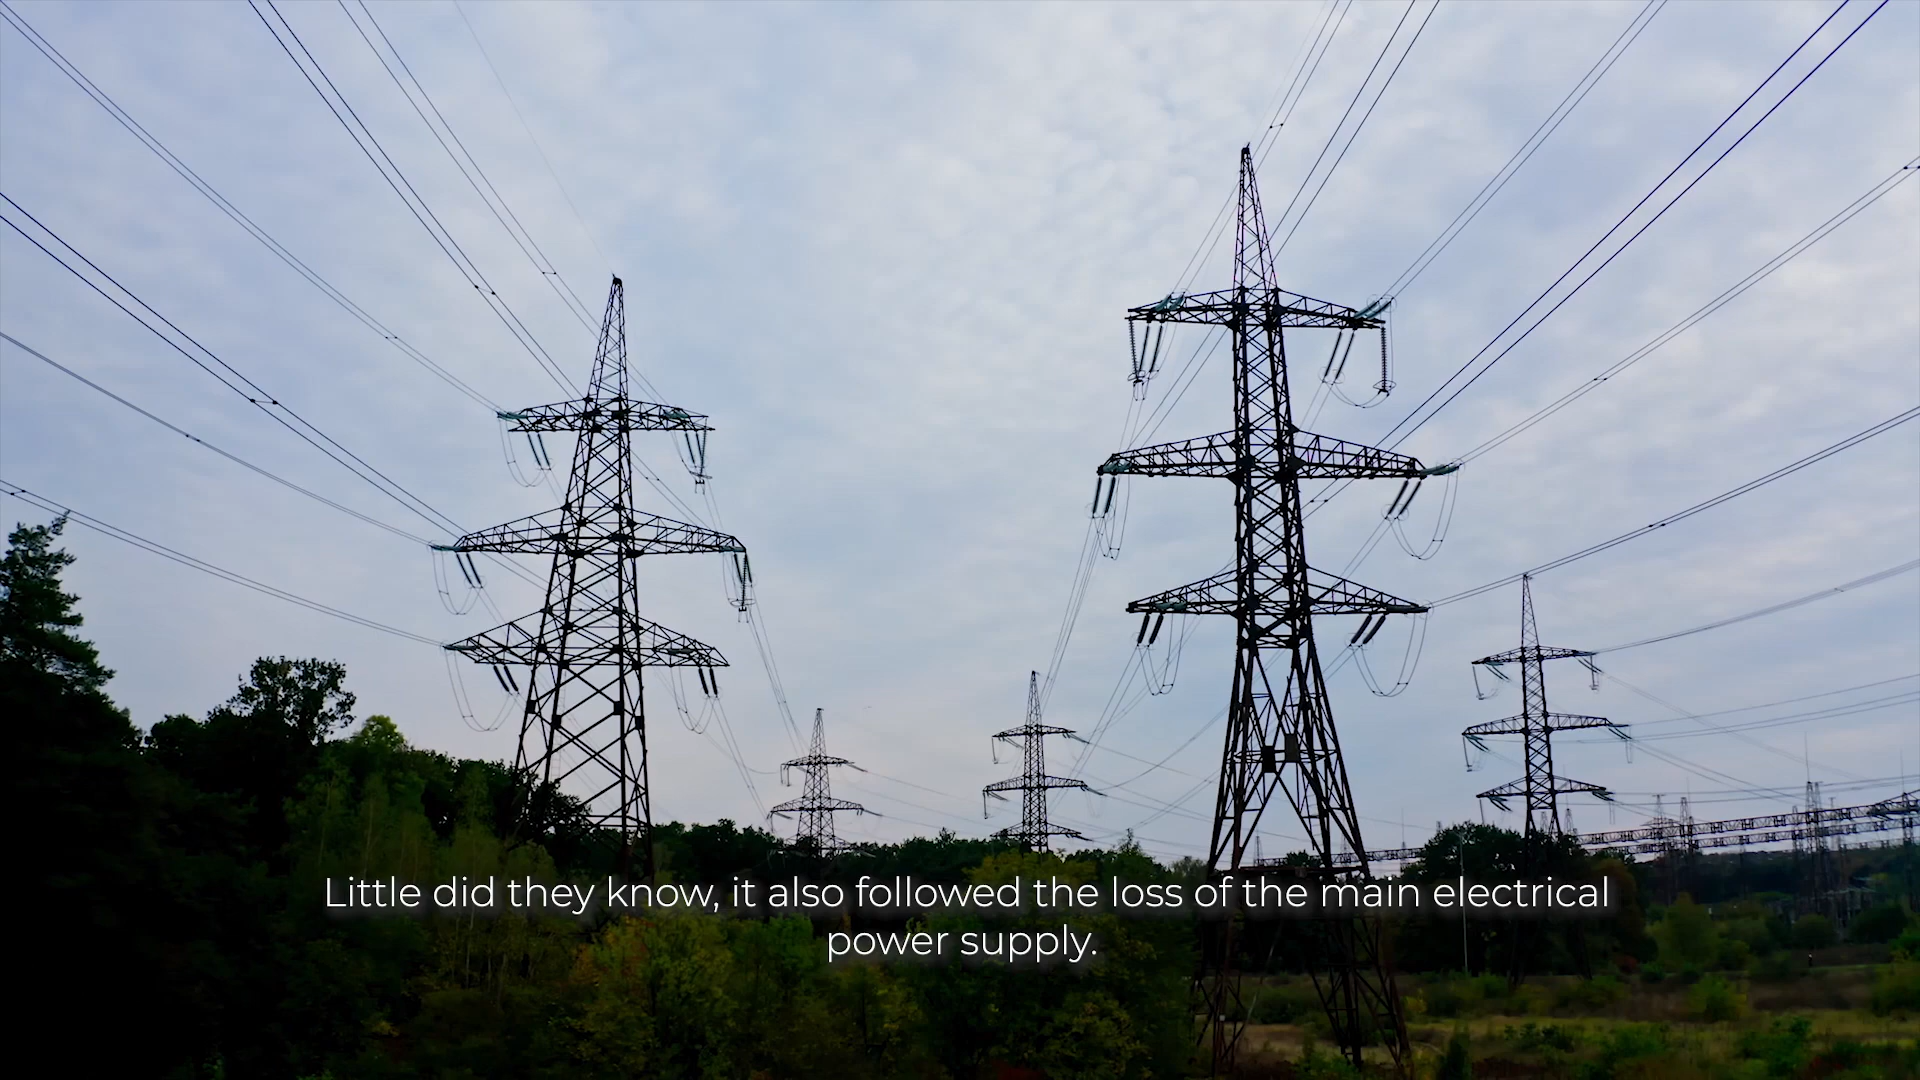 Little did they know, it also followed the loss of the main electrical
power supply.